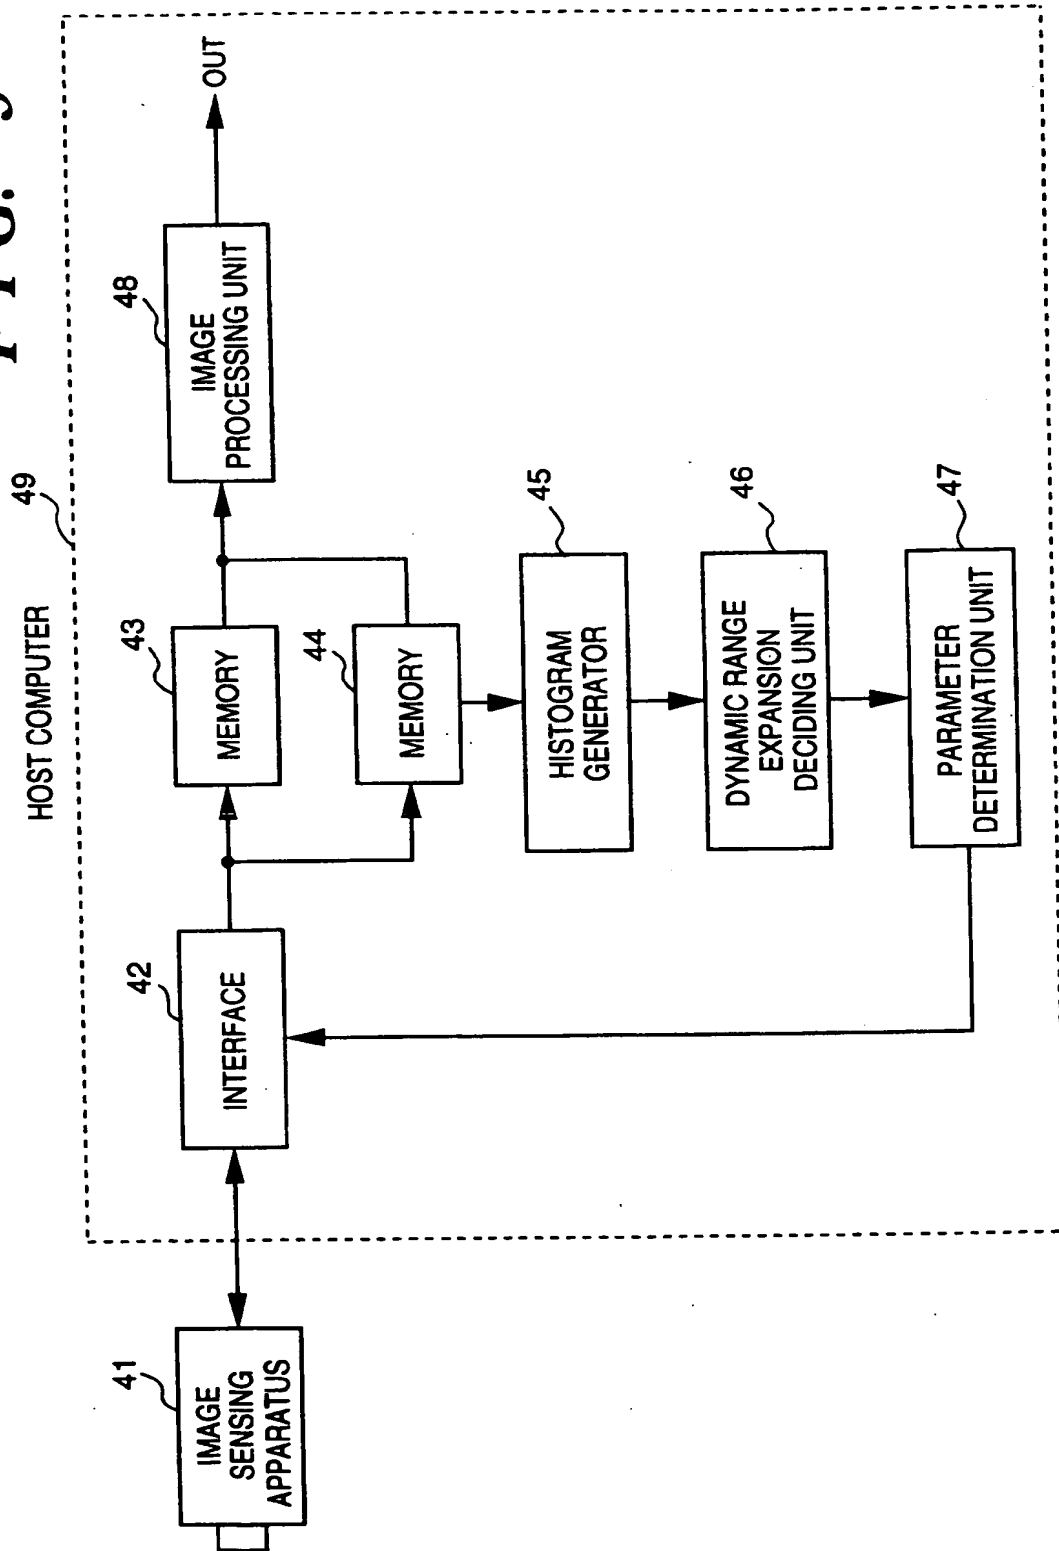 FIG.
HOST COMPUTER
49
41
IMAGE
SENSING
APPARATUS
42
INTERFACE
43
MEMORY
44
MEMORY
48
IMAGE
PROCESSING UNIT
OUT
45
HISTOGRAM
GENERATOR
46
DYNAMIC RANGE
EXPANSION
DECIDING UNIT
47
PARAMETER
DETERMINATION UNIT